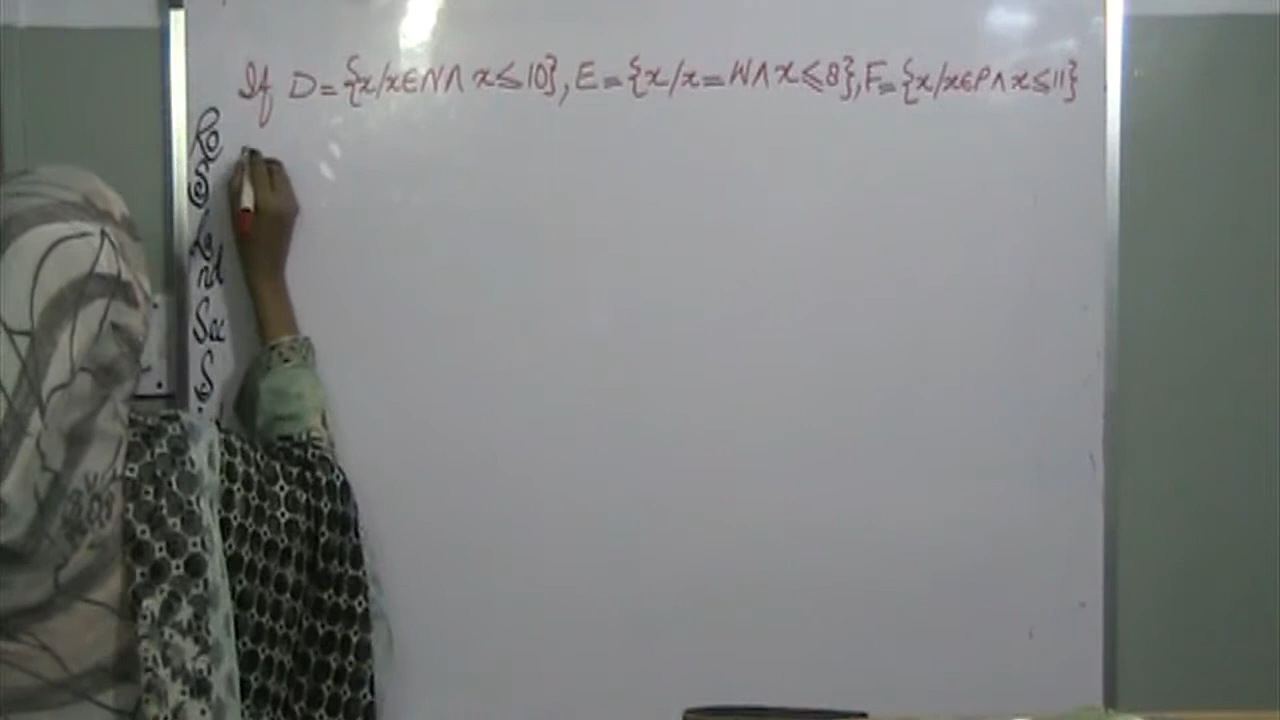 If D = {x/x∈N∧ x≤10}, E = {x/x=W∧x≤8}, F = {x/x∈P∧x≤11}